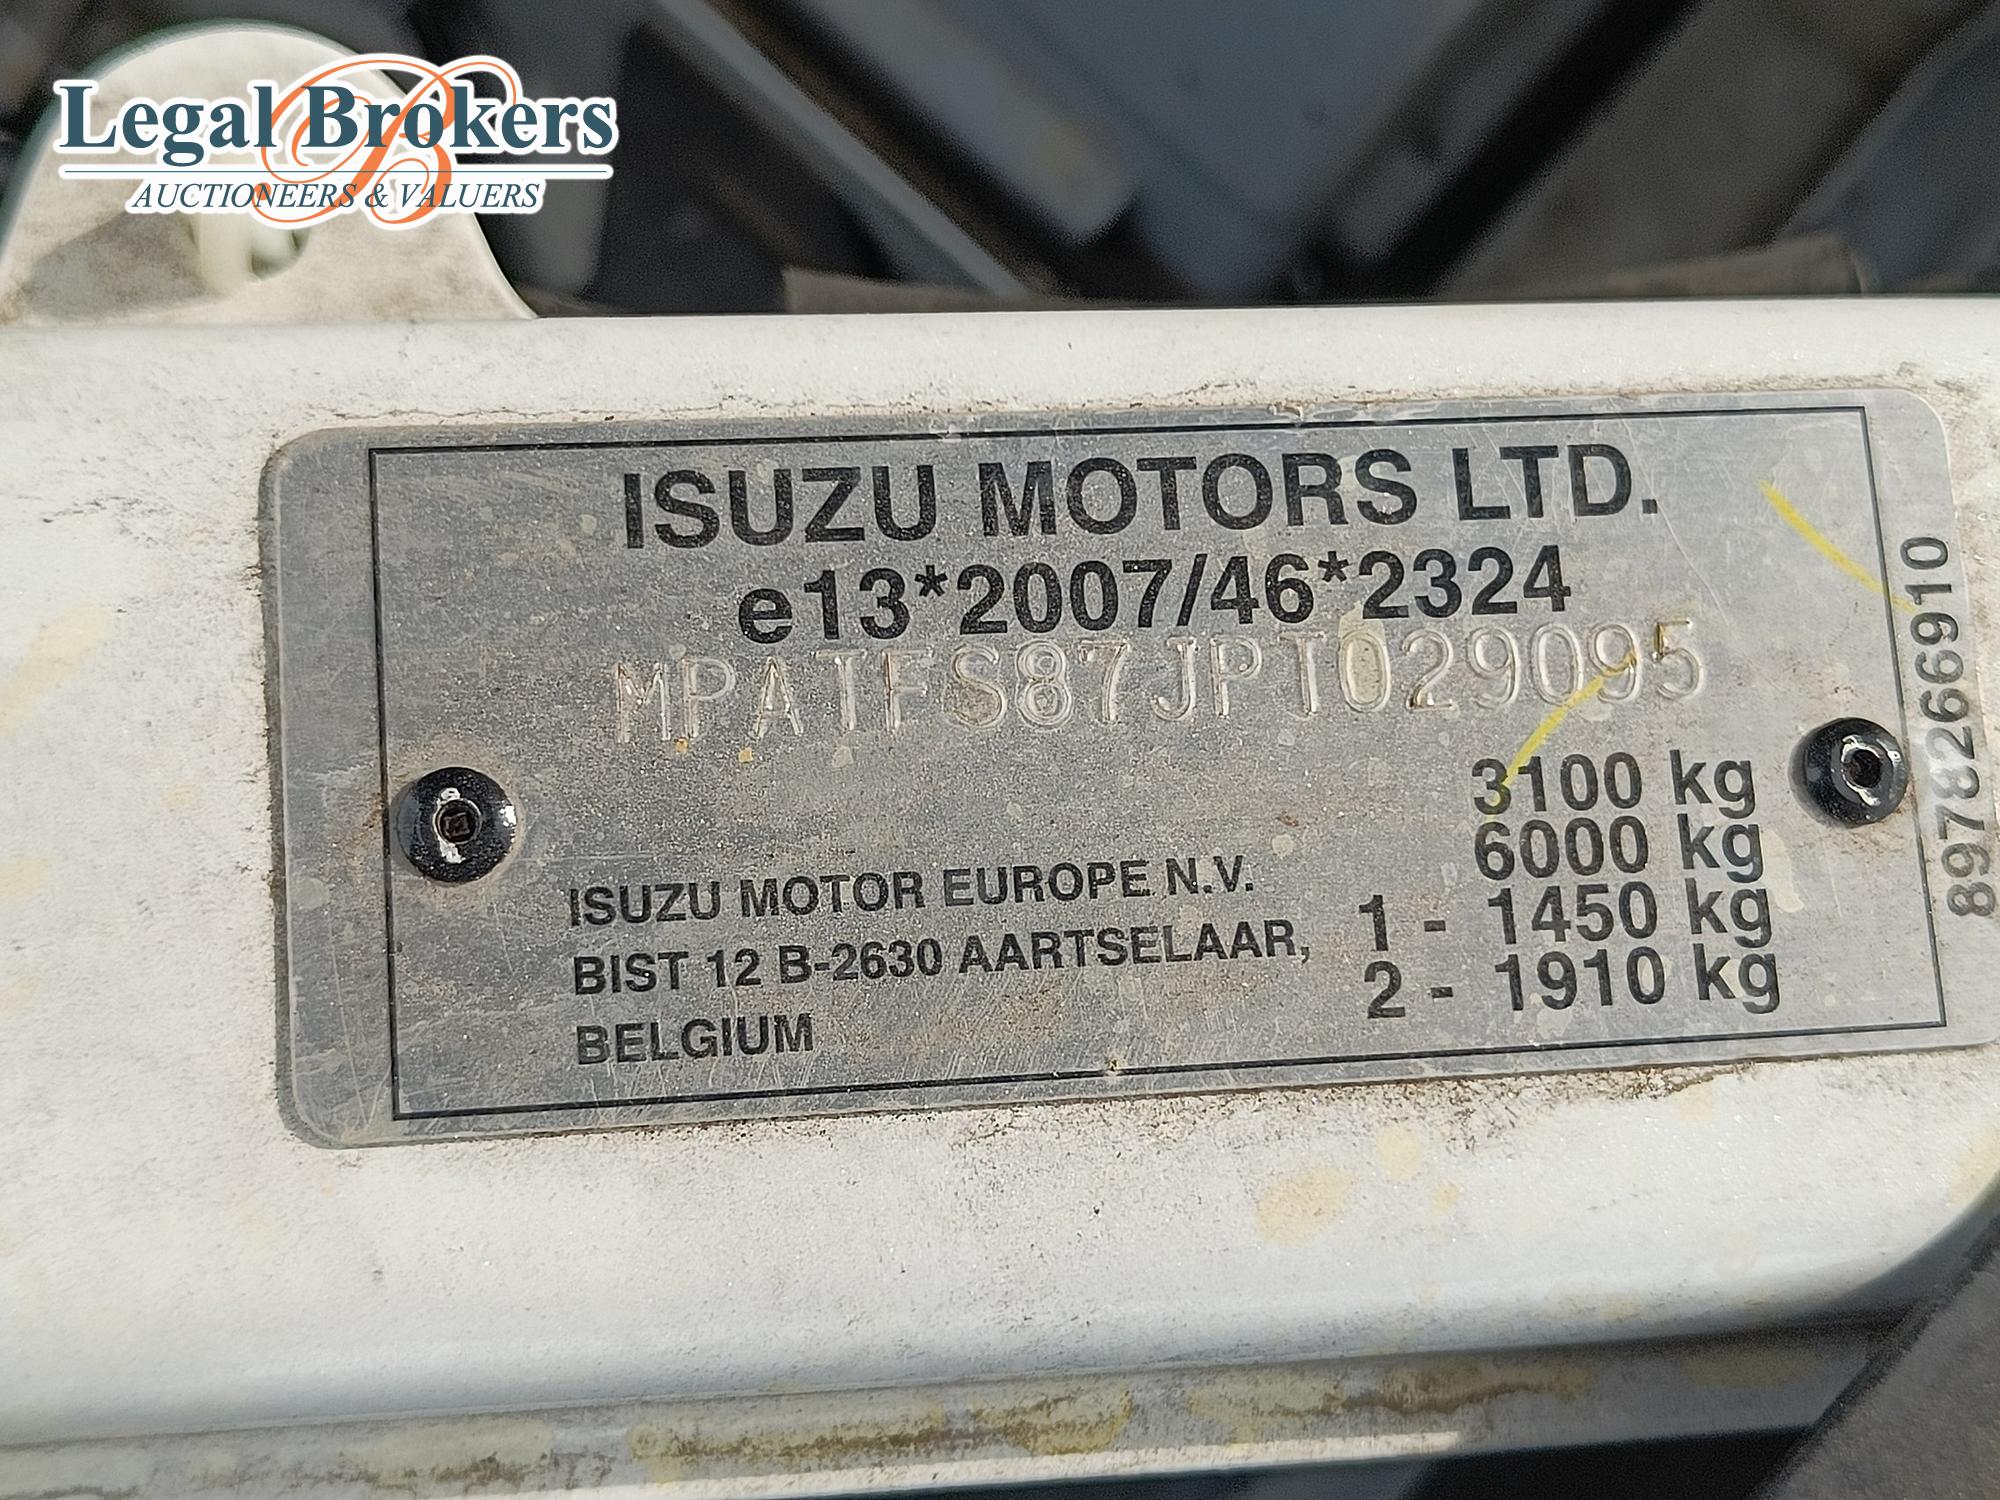 Legal Brokers
AUCTIONEERS & VALUERS
ISUZU MOTORS LTD.
e13*2007/46*2324
MPATFS87JPT029095
3100 kg
6000 kg
1 - 1450 kg
2 - 1910 kg
ISUZU MOTOR EUROPE N.V.
BIST 12 B-2630 AARTSELAAR,
BELGIUM
8978266910